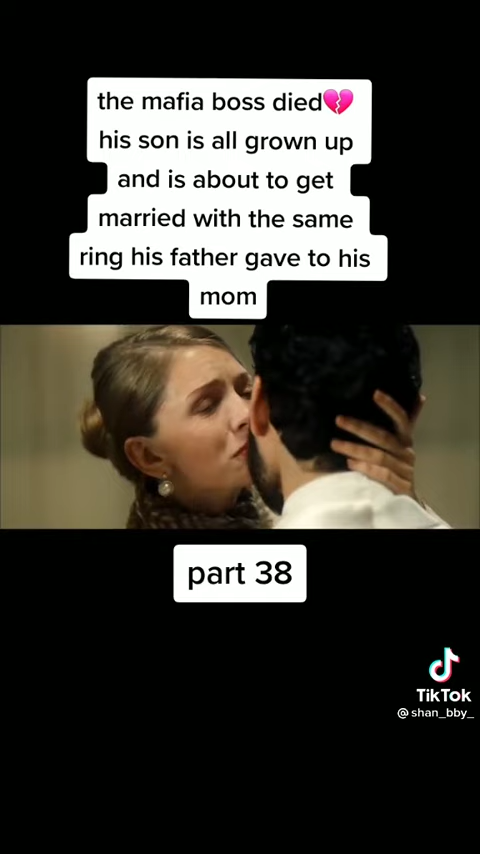 the mafia boss died💔
his son is all grown up
and is about to get
married with the same
ring his father gave to his
mom
part 38
TikTok
@shan_bby_